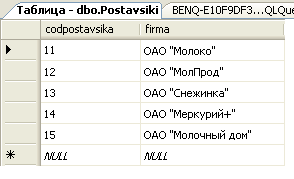 Таблица - dbo.Postavsiki BENQ-E10F9DF3...QLQue
codpostavsika firma
11 ОАО "Молоко"
12 ОАО "МолПрод"
13 ОАО "Снежинка"
14 ОАО "Меркурий+"
15 ОАО "Молочный дом"
NULL NULL